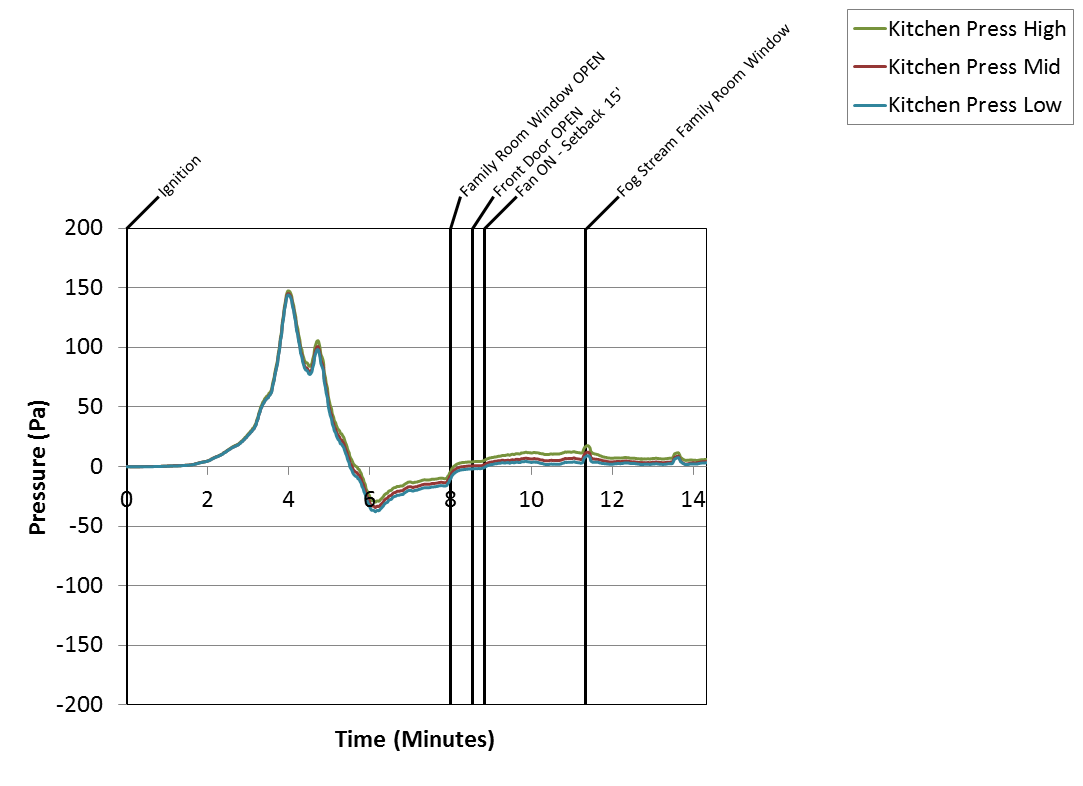 Kitchen Press High
Kitchen Press Mid
Kitchen Press Low
Ignition
Family Room Window OPEN
Front Door OPEN
Fan ON - Setback 15'
Fog Stream Family Room Window
Pressure (Pa)
200
150
100
50
0
-50
-100
-150
-200
0 2 4 6 8 10 12 14
Time (Minutes)